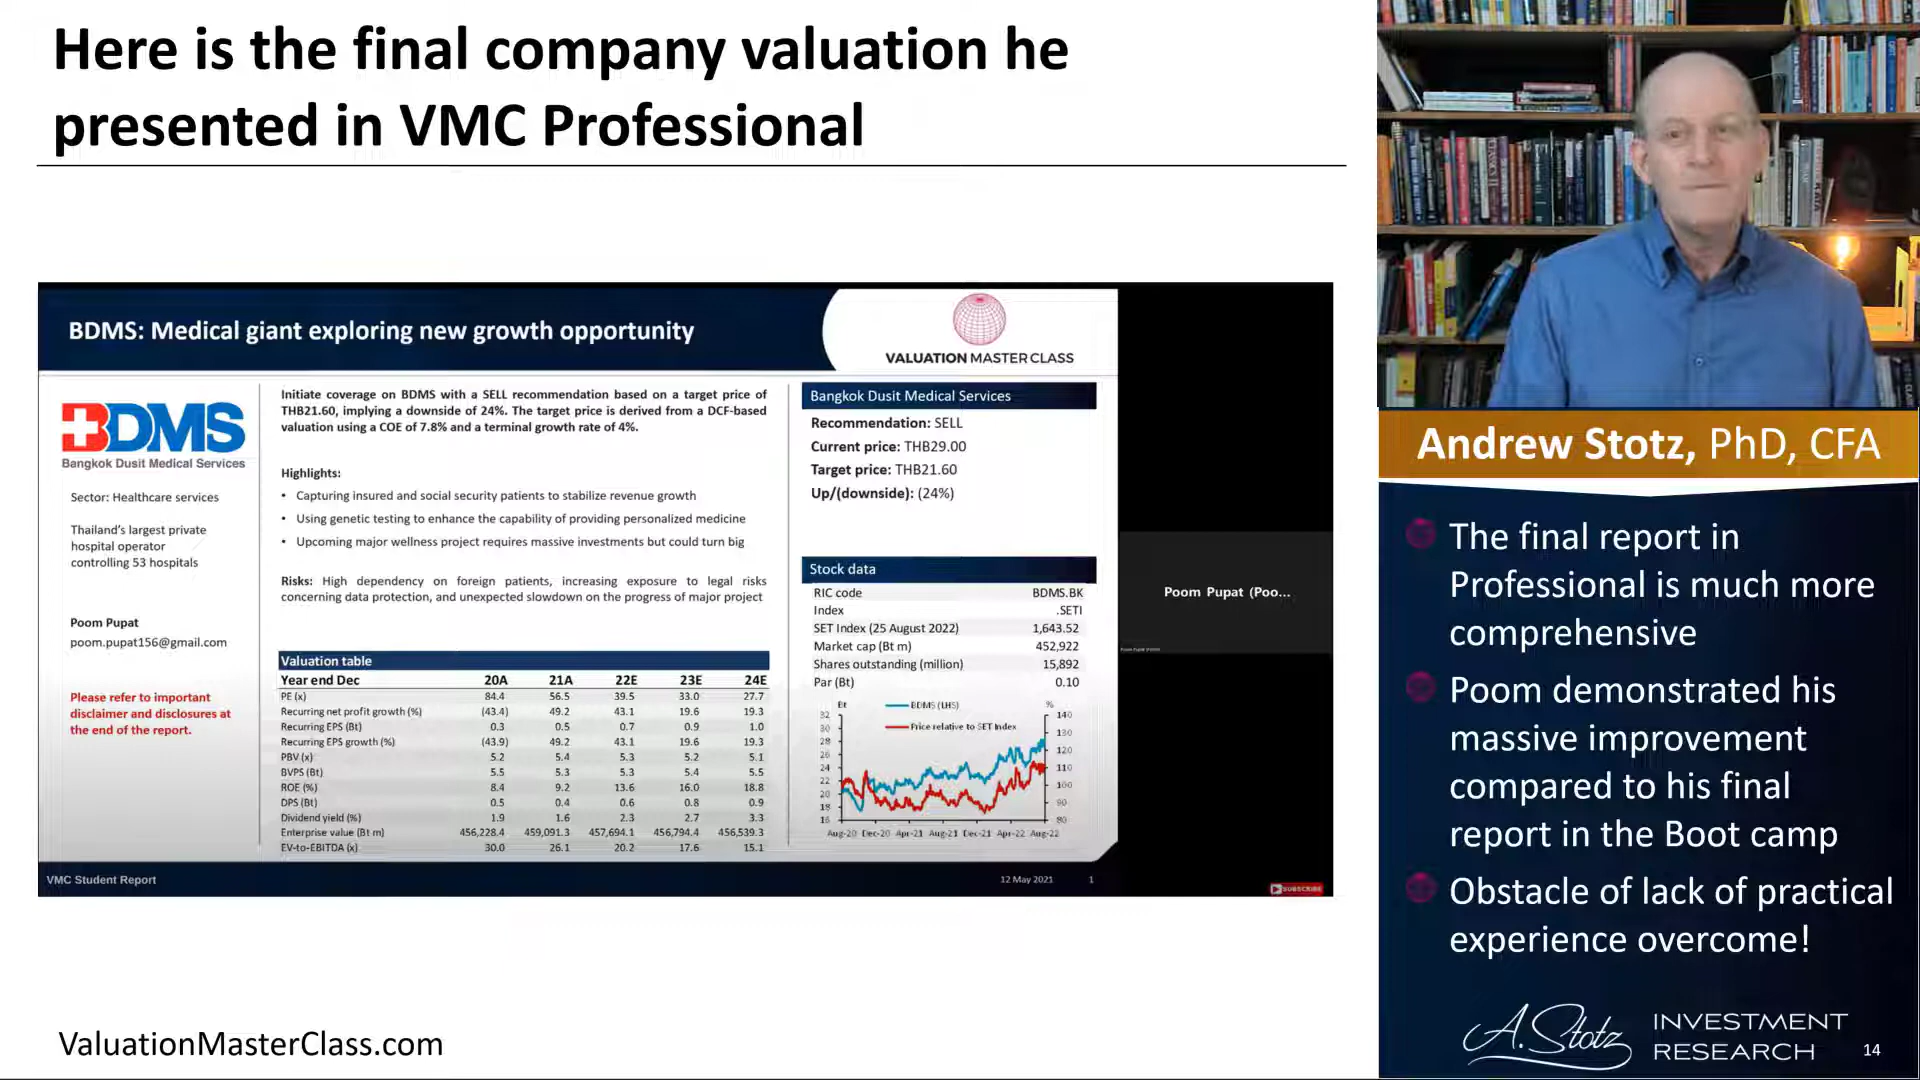 Here is the final company valuation he
presented in VMC Professional
BDMS: Medical giant exploring new growth opportunity
VALUATION MASTER CLASS
BDMS
Bangkok Dusit Medical Services
Sector: Healthcare services
Thailand's largest private
hospital operator
controlling 53 hospitals
Poom Pupat
poom.pupat156@gmail.com
Please refer to important
disclaimer and disclosures at
the end of the report.
Initiate coverage on BDMS with a SELL recommendation based on a target price of
THB21.60, implying a downside of 24%. The target price is derived from a DCF-based
valuation using a COE of 7.8% and a terminal growth rate of 4%.
Highlights:
• Capturing insured and social security patients to stabilize revenue growth
• Using genetic testing to enhance the capability of providing personalized medicine
• Upcoming major wellness project requires massive investments but could turn big
Risks: High dependency on foreign patients, increasing exposure to legal risks
concerning data protection, and unexpected slowdown on the progress of major project
Valuation table
Year end Dec 20A 21A 22E 23E 24E
PE (x) 84.4 56.5 39.5 33.0 27.7
Recurring net profit growth (%) (43.4) 49.2 43.1 19.6 19.3
Recurring EPS (Bt) 0.3 0.5 0.7 0.9 1.0
Recurring EPS growth (%) (43.9) 49.2 43.1 19.6 19.3
PBV (x) 5.2 5.4 5.3 5.2 5.1
BVPS (Bt) 5.5 5.3 5.3 5.4 5.5
ROE (%) 8.4 9.2 13.6 16.0 18.8
DPS (Bt) 0.5 0.4 0.6 0.8 0.9
Dividend yield (%) 1.9 1.6 2.3 2.7 3.3
Enterprise value (Bt m) 456,228.4 459,091.3 457,694.1 456,794.4 456,539.3
EV-to-EBITDA (x) 30.0 26.1 20.2 17.6 15.1
Bangkok Dusit Medical Services
Recommendation: SELL
Current price: THB29.00
Target price: THB21.60
Up/(downside): (24%)
Stock data
RIC code BDMS.BK
Index .SETI
SET Index (25 August 2022) 1,643.52
Market cap (Bt m) 452,922
Shares outstanding (million) 15,892
Par (Bt) 0.10
Bt BDMS (LHS) %
Price relative to SET Index
32 140
30 130
28 120
26
24 110
22 100
20
18 90
16 80
Aug-20 Dec-20 Apr-21 Aug-21 Dec-21 Apr-22 Aug-22
VMC Student Report
12 May 2021 1
Poom Pupat (Poo...
SUBSCRIBE
ValuationMasterClass.com
Andrew Stotz, PhD, CFA
The final report in
Professional is much more
comprehensive
Poom demonstrated his
massive improvement
compared to his final
report in the Boot camp
Obstacle of lack of practical
experience overcome!
A. Stotz INVESTMENT
RESEARCH
14